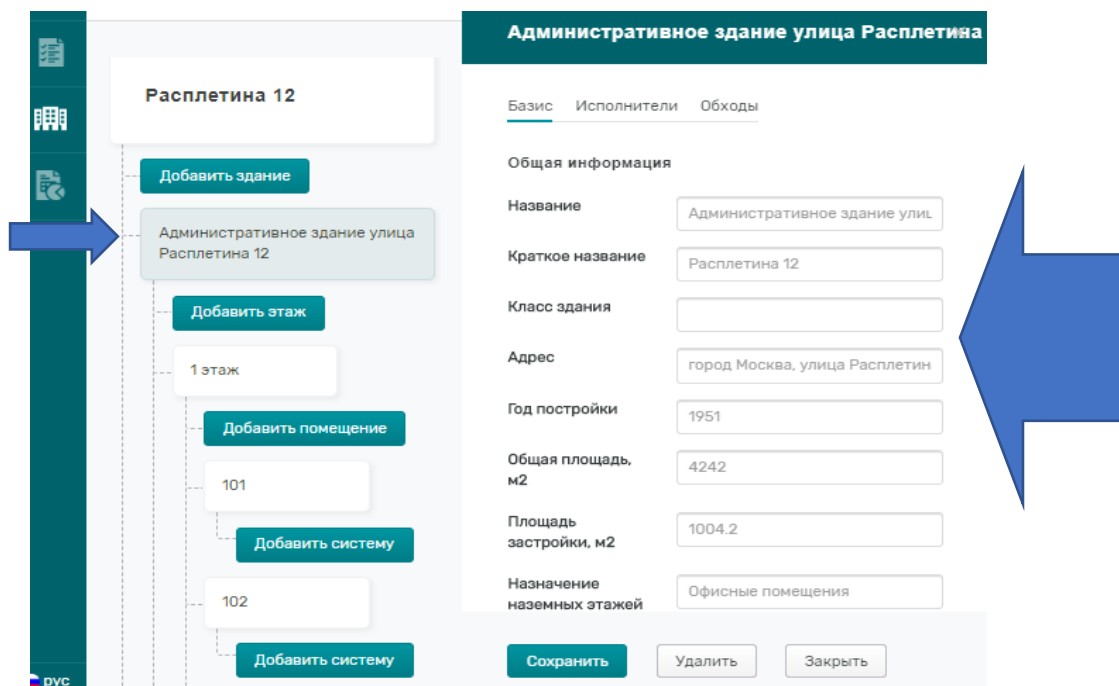 Расплетина 12
Добавить здание
Административное здание улица
Расплетина 12
Добавить этаж
1 этаж
Добавить помещение
101
Добавить систему
102
Добавить систему
рус
Административное здание улица Расплетина
Базис Исполнители Обходы
Общая информация
Название
Административное здание улиц
Краткое название
Расплетина 12
Класс здания
Адрес
город Москва, улица Расплетин
Год постройки
1951
Общая площадь,
м2
4242
Площадь
застройки, м2
1004.2
Назначение
наземных этажей
Офисные помещения
Сохранить Удалить Закрыть